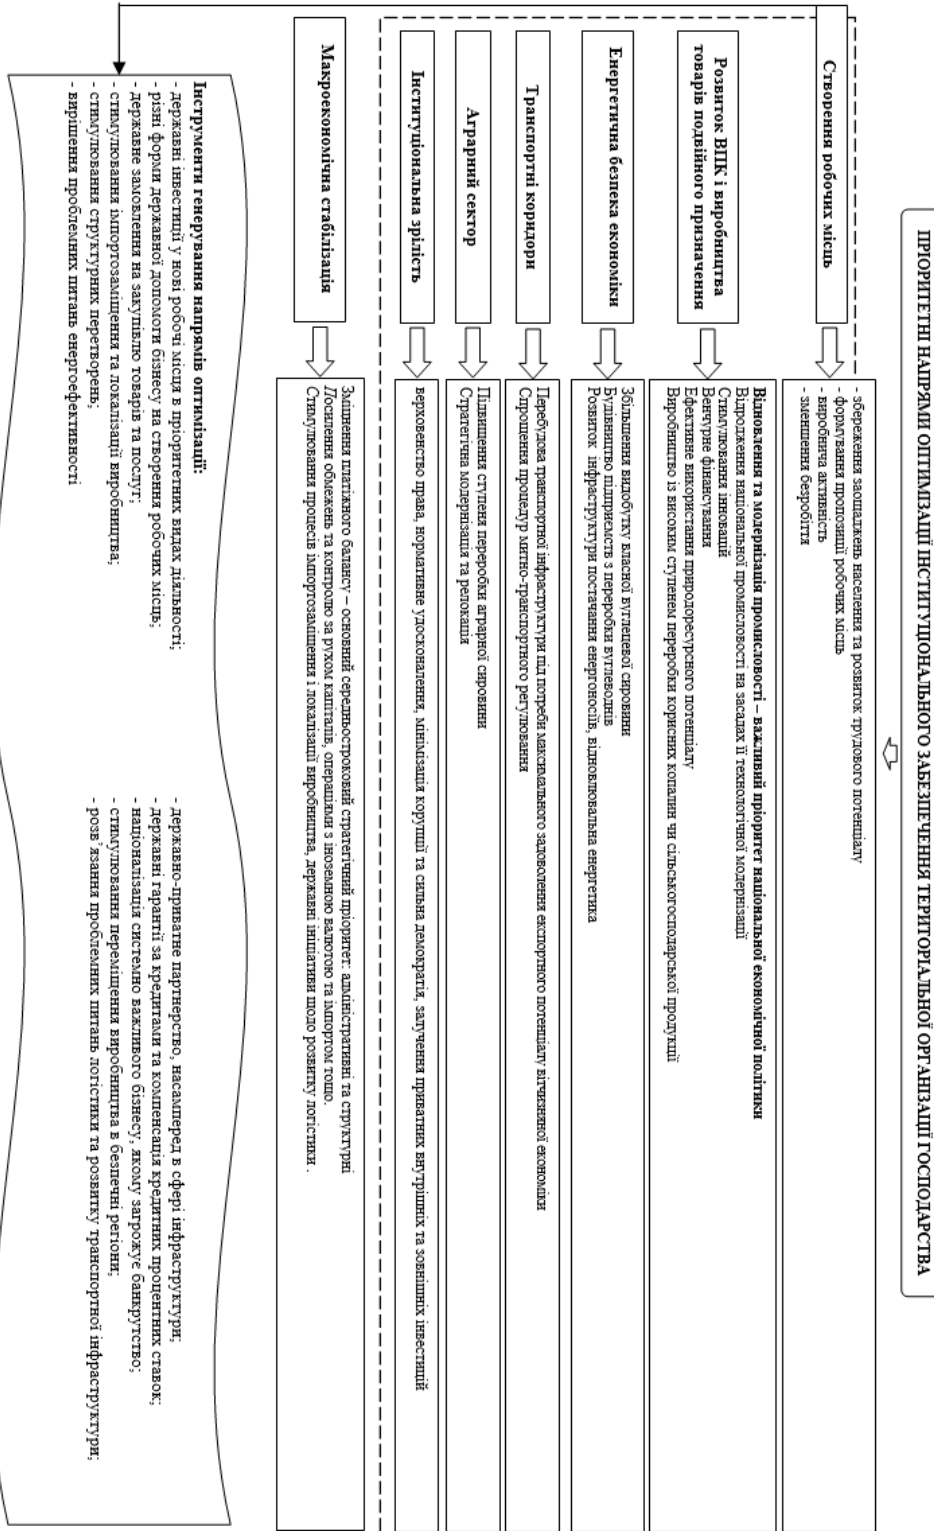 ПРІОРИТЕТНІ НАПРЯМИ ОПТИМІЗАЦІЇ ІНСТИТУЦІОНАЛЬНОГО ЗАБЕЗПЕЧЕННЯ ТЕРИТОРІАЛЬНОЇ ОРГАНІЗАЦІЇ ГОСПОДАРСТВА
Створення робочих місць
- збереження заощаджень населення та розвиток трудового потенціалу
- формування пропозиції робочих місць
- виробнича активність
- зменшення безробіття
Розвиток ВПК і виробництва
товарів подвійного призначення
Відновлення та модернізація промисловості – важливий пріоритет національної економічної політики
Відродження національної промисловості на засадах її технологічної модернізації
Стимулювання інновацій
Венчурне фінансування
Ефективне використання природоресурсного потенціалу
Виробництво із високим ступенем переробки корисних копалин чи сільськогосподарської продукції
Енергетична безпека економіки
Збільшення видобутку власної вуглецевої сировини
Будівництво підприємств з переробки вуглеводнів
Розвиток інфраструктури постачання енергоносіїв, відновлювальна енергетика
Транспортні коридори
Перебудова транспортної інфраструктури під потреби максимального задоволення експортного потенціалу вітчизняної економіки
Спрощення процедур митно-транспортного регулювання
Аграрний сектор
Підвищення ступеня переробки аграрної сировини
Стратегічна модернізація та релокація
Інституціональна зрілість
верховенство права, нормативне удосконалення, мінімізація корупції та сильна демократія, залучення приватних внутрішніх та зовнішніх інвестицій
Макроекономічна стабілізація
Зміцнення платіжного балансу – основний середньостроковий стратегічний пріоритет: адміністративні та структурні
Посилення обмежень та контролю за рухом капіталів, операціями з іноземною валютою та імпортом тощо.
Стимулювання процесів імпортозаміщення і локалізації виробництва, державні ініціативи щодо розвитку логістики .
Інструменти генерування напрямів оптимізації:
- державні інвестиції у нові робочі місця в пріоритетних видах діяльності;
- різні форми державної допомоги бізнесу на створення робочих місць;
- державне замовлення на закупівлю товарів та послуг;
- стимулювання імпортозаміщення та локалізації виробництва;
- стимулювання структурних перетворень;
- вирішення проблемних питань енергоефективності
- державно-приватне партнерство, насамперед в сфері інфраструктури;
- державні гарантії за кредитами та компенсація кредитних процентних ставок;
- націоналізація системно важливого бізнесу, якому загрожує банкрутство;
- стимулювання переміщення виробництва в безпечні регіони;
- розв`язання проблемних питань логістики та розвитку транспортної інфраструктури;